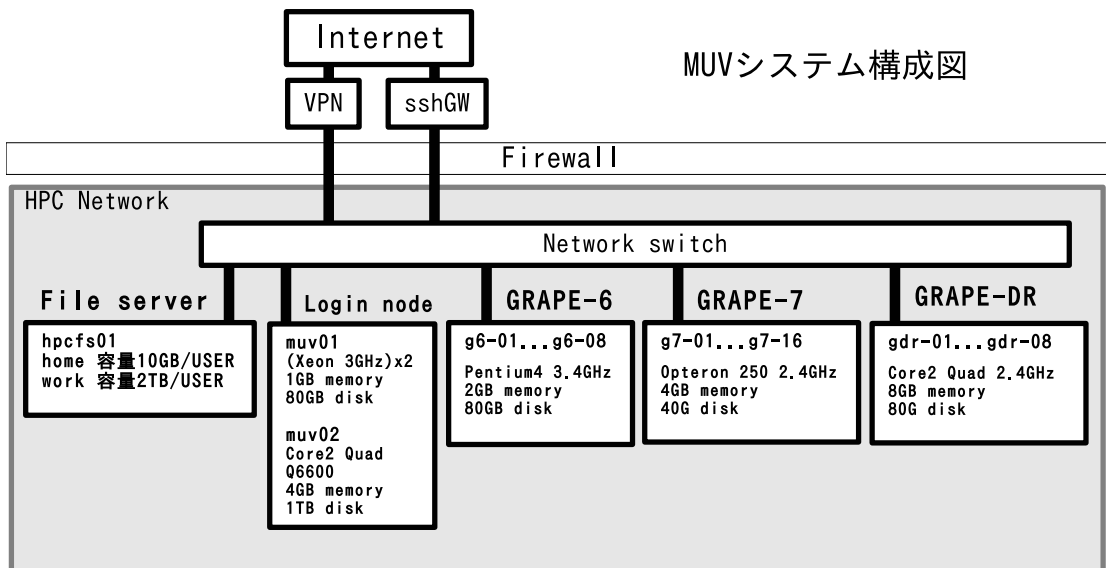 Internet
MUVシステム構成図
VPN
sshGW
Firewall
HPC Network
Network switch
File server
hpcfs01
home 容量10GB/USER
work 容量2TB/USER
Login node
muv01
(Xeon 3GHz)x2
1GB memory
80GB disk
muv02
Core2 Quad
Q6600
4GB memory
1TB disk
GRAPE-6
g6-01...g6-08
Pentium4 3.4GHz
2GB memory
80GB disk
GRAPE-7
g7-01...g7-16
Opteron 250 2.4GHz
4GB memory
40G disk
GRAPE-DR
gdr-01...gdr-08
Core2 Quad 2.4GHz
8GB memory
80G disk